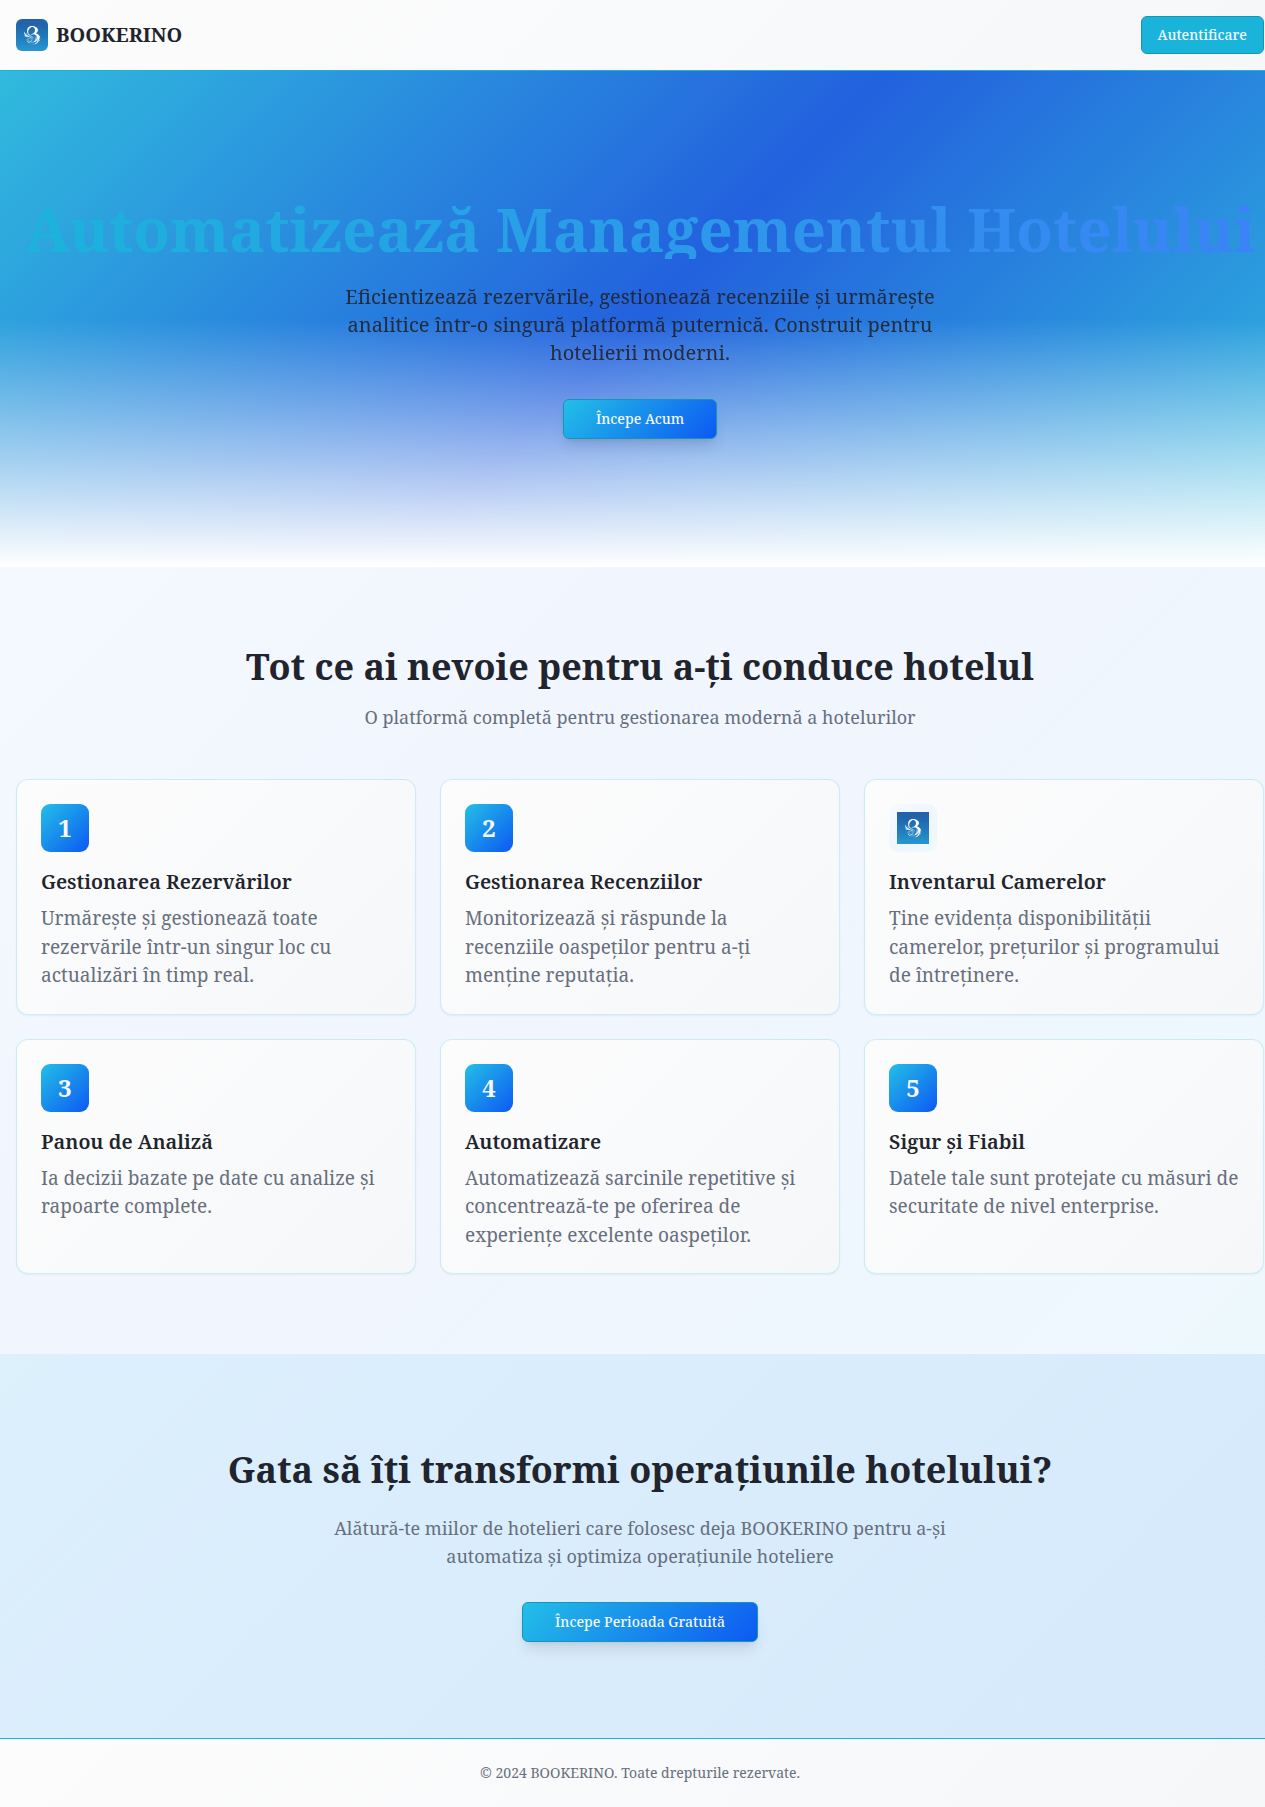 BOOKERINO
Autentificare
Automatizează Managementul Hotelului
Eficientizează rezervările, gestionează recenziile și urmărește
analitice într-o singură platformă puternică. Construit pentru
hotelierii moderni.
Începe Acum
Tot ce ai nevoie pentru a-ți conduce hotelul
O platformă completă pentru gestionarea modernă a hotelurilor
1
Gestionarea Rezervărilor
Urmărește și gestionează toate
rezervările într-un singur loc cu
actualizări în timp real.
2
Gestionarea Recenziilor
Monitorizează și răspunde la
recenziile oaspeților pentru a-ți
menține reputația.
Inventarul Camerelor
Ține evidența disponibilității
camerelor, prețurilor și programului
de întreținere.
3
Panou de Analiză
Ia decizii bazate pe date cu analize și
rapoarte complete.
4
Automatizare
Automatizează sarcinile repetitive și
concentrează-te pe oferirea de
experiențe excelente oaspeților.
5
Sigur și Fiabil
Datele tale sunt protejate cu măsuri de
securitate de nivel enterprise.
Gata să îți transformi operațiunile hotelului?
Alătură-te miilor de hotelieri care folosesc deja BOOKERINO pentru a-și
automatiza și optimiza operațiunile hoteliere
Începe Perioada Gratuită
© 2024 BOOKERINO. Toate drepturile rezervate.